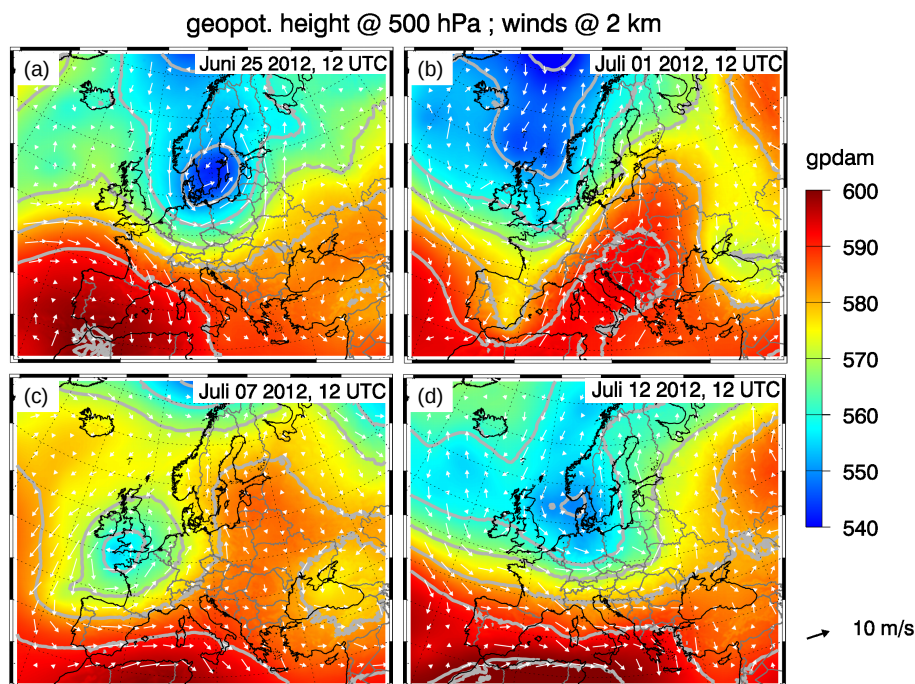 geopot. height @ 500 hPa ; winds @ 2 km
(a) Juni 25 2012, 12 UTC
(b) Juli 01 2012, 12 UTC
(c) Juli 07 2012, 12 UTC
(d) Juli 12 2012, 12 UTC
gpdam
600
590
580
570
560
550
540
10 m/s